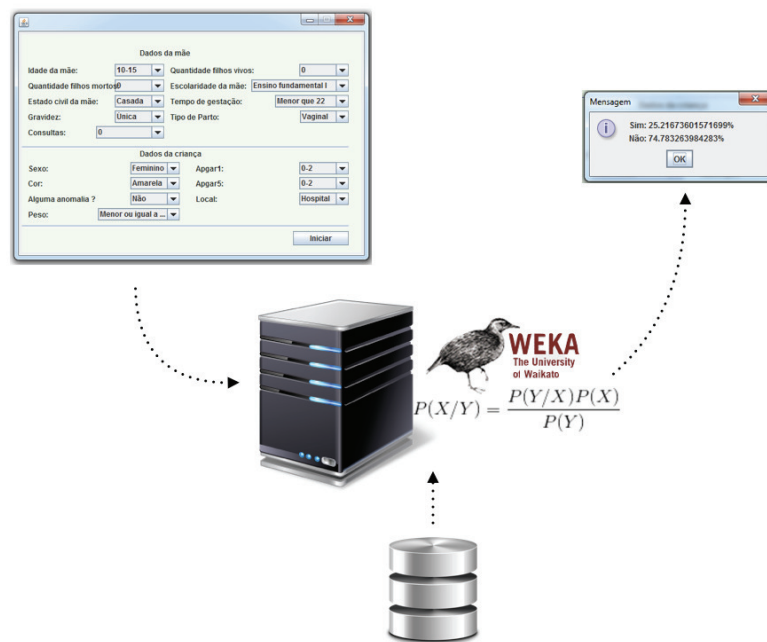 Dados da mãe
Idade da mãe: 10-15 Quantidade filhos vivos: 0
Quantidade filhos mortos 0 Escolaridade da mãe: Ensino fundamental I
Estado civil da mãe: Casada Tempo de gestação: Menor que 22
Gravidez: Única Tipo de Parto: Vaginal
Consultas: 0
Dados da criança
Sexo: Feminino Apgar1: 0-2
Cor: Amarela Apgar5: 0-2
Alguma anomalia ? Não Local: Hospital
Peso: Menor ou igual a ...
Iniciar
Mensagem
Sim: 25.21673601571699%
Não: 74.783263984283%
OK
WEKA
The University
of Waikato
P(X/Y) = P(Y/X)P(X) / P(Y)